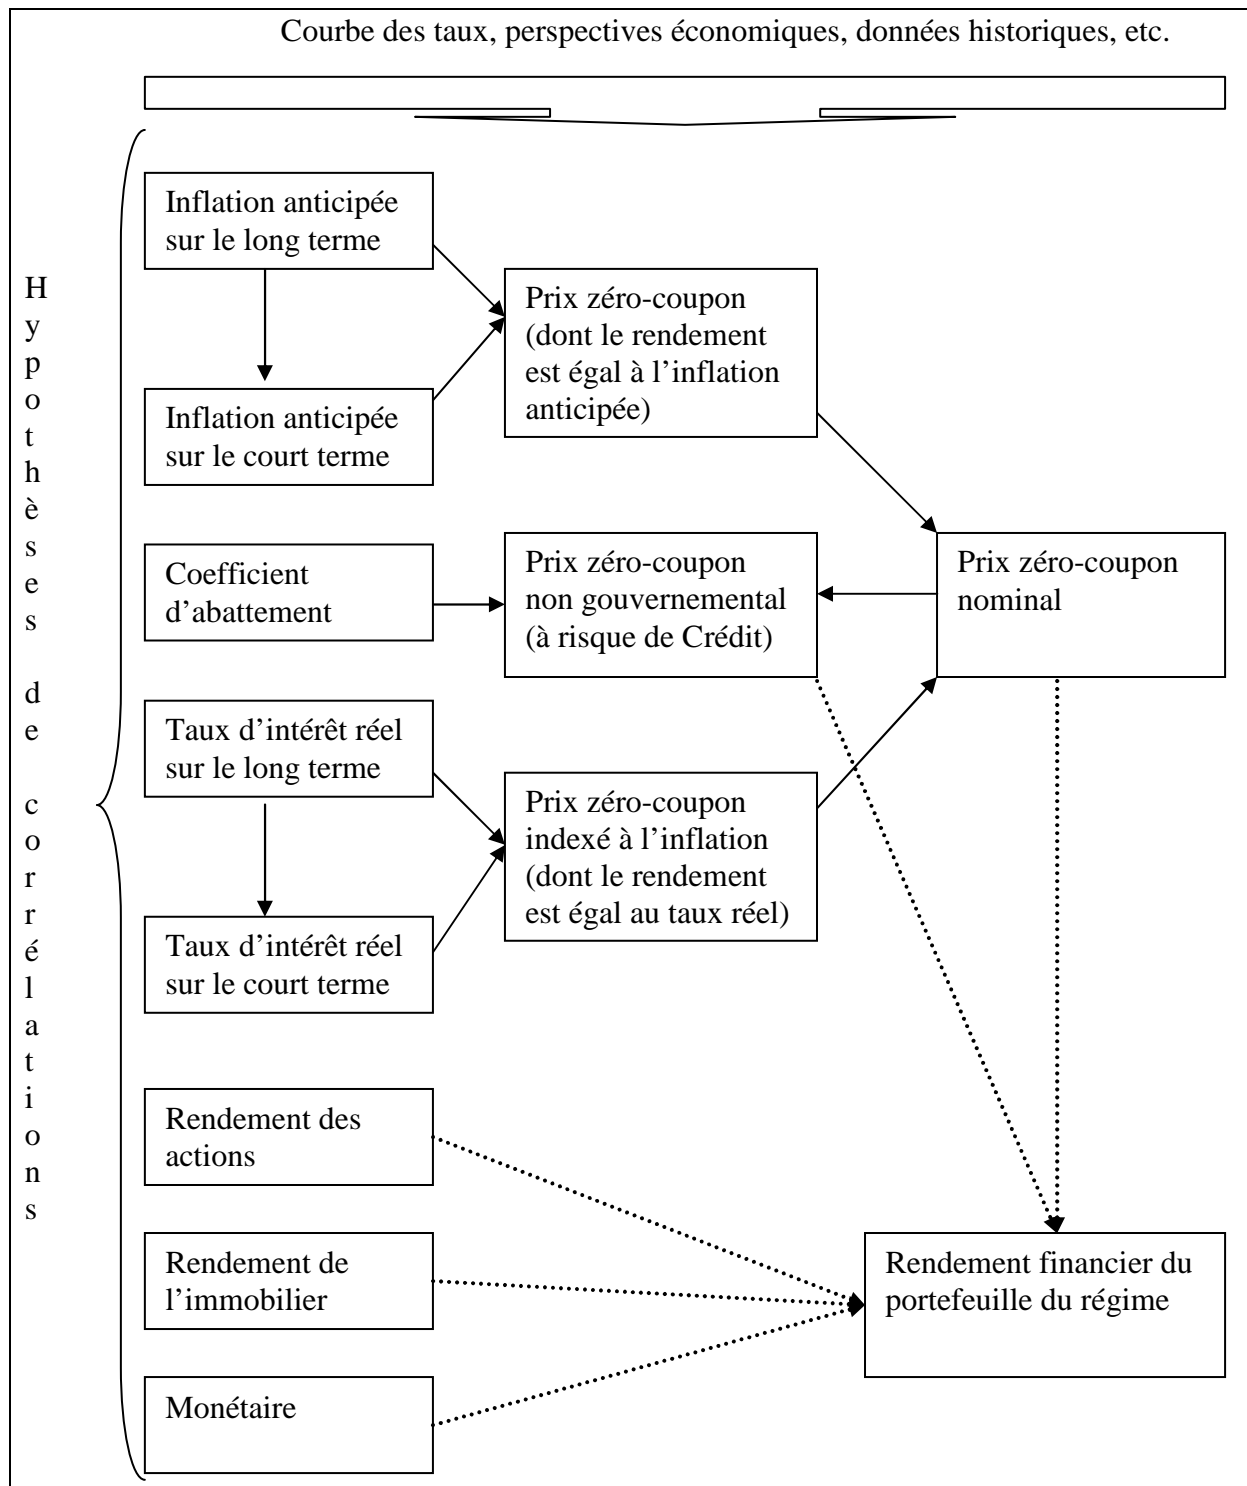 Courbe des taux, perspectives économiques, données historiques, etc.
Hypothèses de corrélations
Inflation anticipée
sur le long terme
Inflation anticipée
sur le court terme
Prix zéro-coupon
(dont le rendement
est égal à l’inflation
anticipée)
Coefficient
d’abattement
Prix zéro-coupon
non gouvernemental
(à risque de Crédit)
Prix zéro-coupon
nominal
Taux d’intérêt réel
sur le long terme
Taux d’intérêt réel
sur le court terme
Prix zéro-coupon
indexé à l’inflation
(dont le rendement
est égal au taux réel)
Rendement des
actions
Rendement de
l’immobilier
Monétaire
Rendement financier du
portefeuille du régime